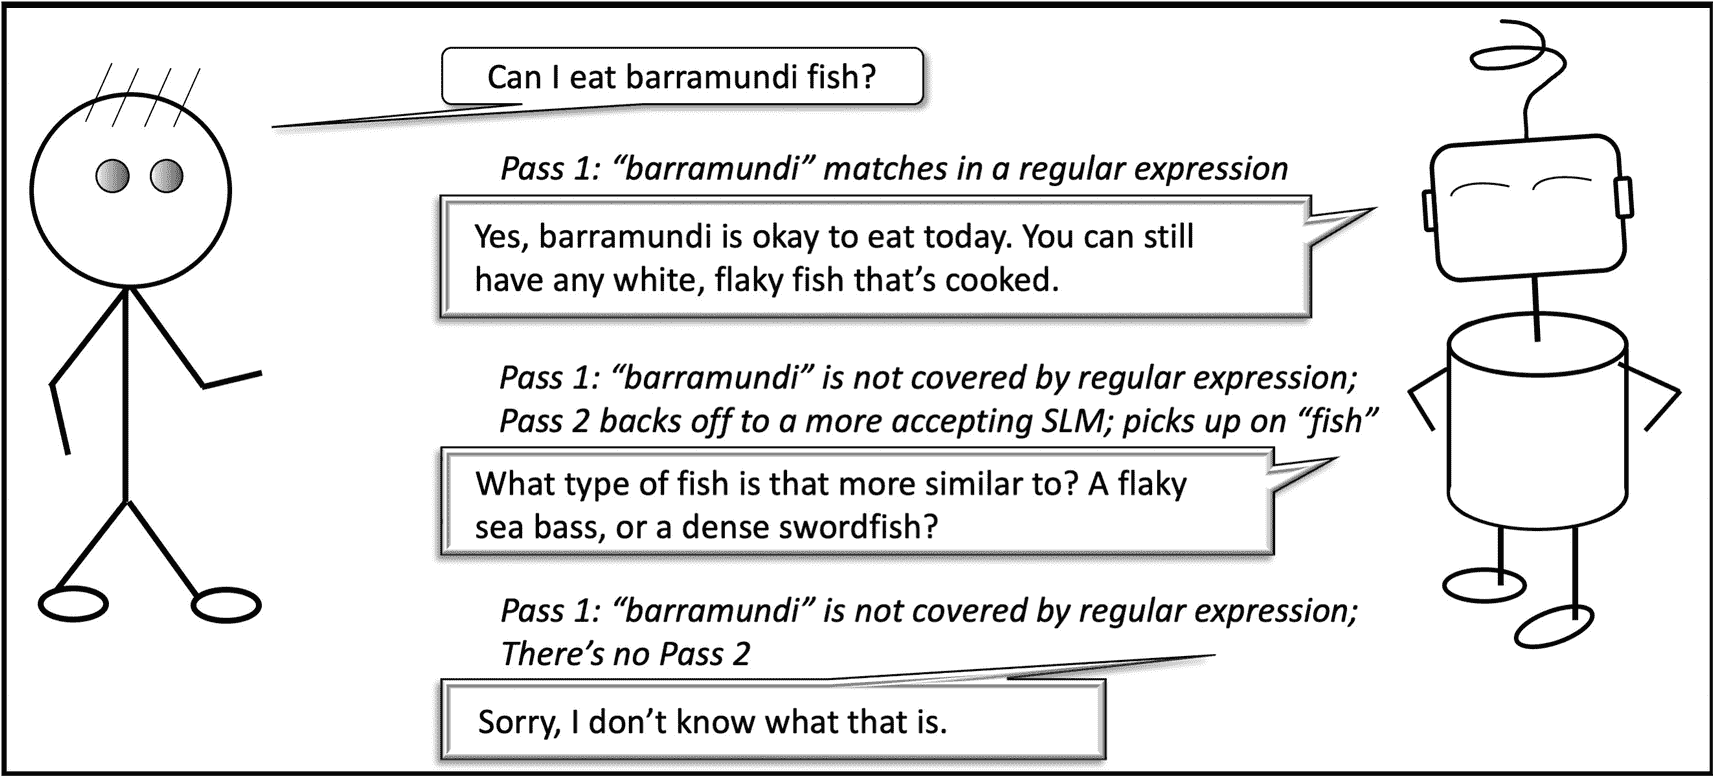 Can I eat barramundi fish?
Pass 1: “barramundi” matches in a regular expression
Yes, barramundi is okay to eat today. You can still
have any white, flaky fish that’s cooked.
Pass 1: “barramundi” is not covered by regular expression;
Pass 2 backs off to a more accepting SLM; picks up on “fish”
What type of fish is that more similar to? A flaky
sea bass, or a dense swordfish?
Pass 1: “barramundi” is not covered by regular expression;
There’s no Pass 2
Sorry, I don’t know what that is.